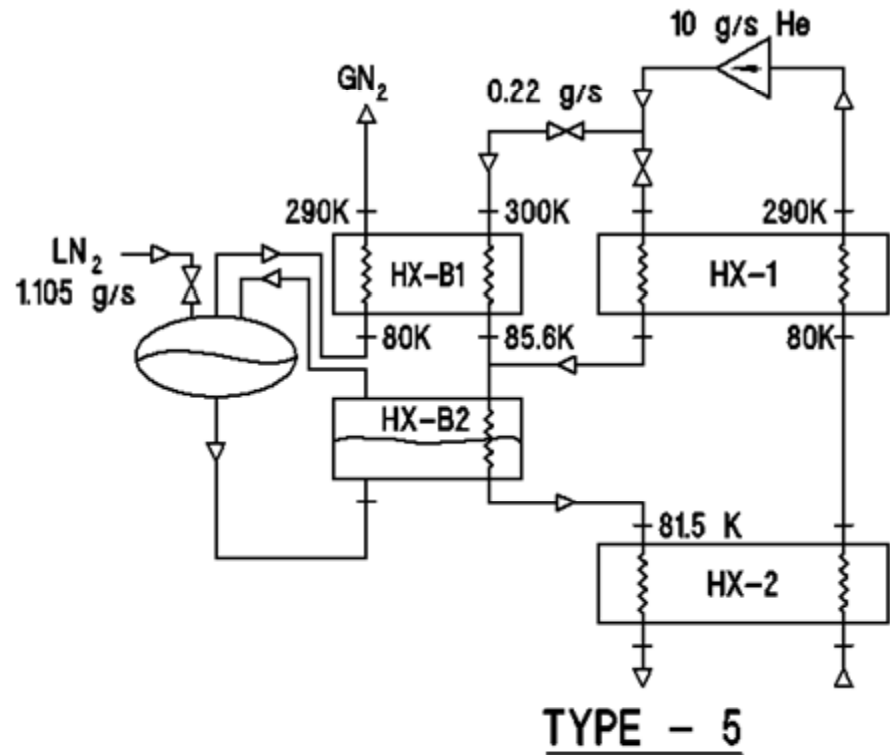 10 g/s He
GN₂
0.22 g/s
290K
300K
290K
LN₂
1.105 g/s
HX-B1
HX-1
80K
85.6K
80K
HX-B2
81.5 K
HX-2
TYPE - 5